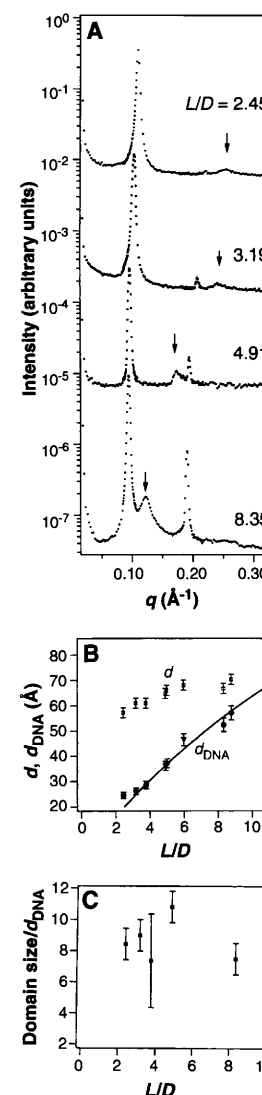 A
L/D = 2.45
3.19
4.91
8.35
10⁰
10⁻¹
10⁻²
10⁻³
10⁻⁴
10⁻⁵
10⁻⁶
10⁻⁷
Intensity (arbitrary units)
0.10 0.20 0.30
q (Å⁻¹)
B
d
d_DNA
80
70
60
50
40
30
20
d, d_DNA (Å)
0 2 4 6 8 10
L/D
C
12
10
8
6
4
2
Domain size/d_DNA
0 2 4 6 8
L/D